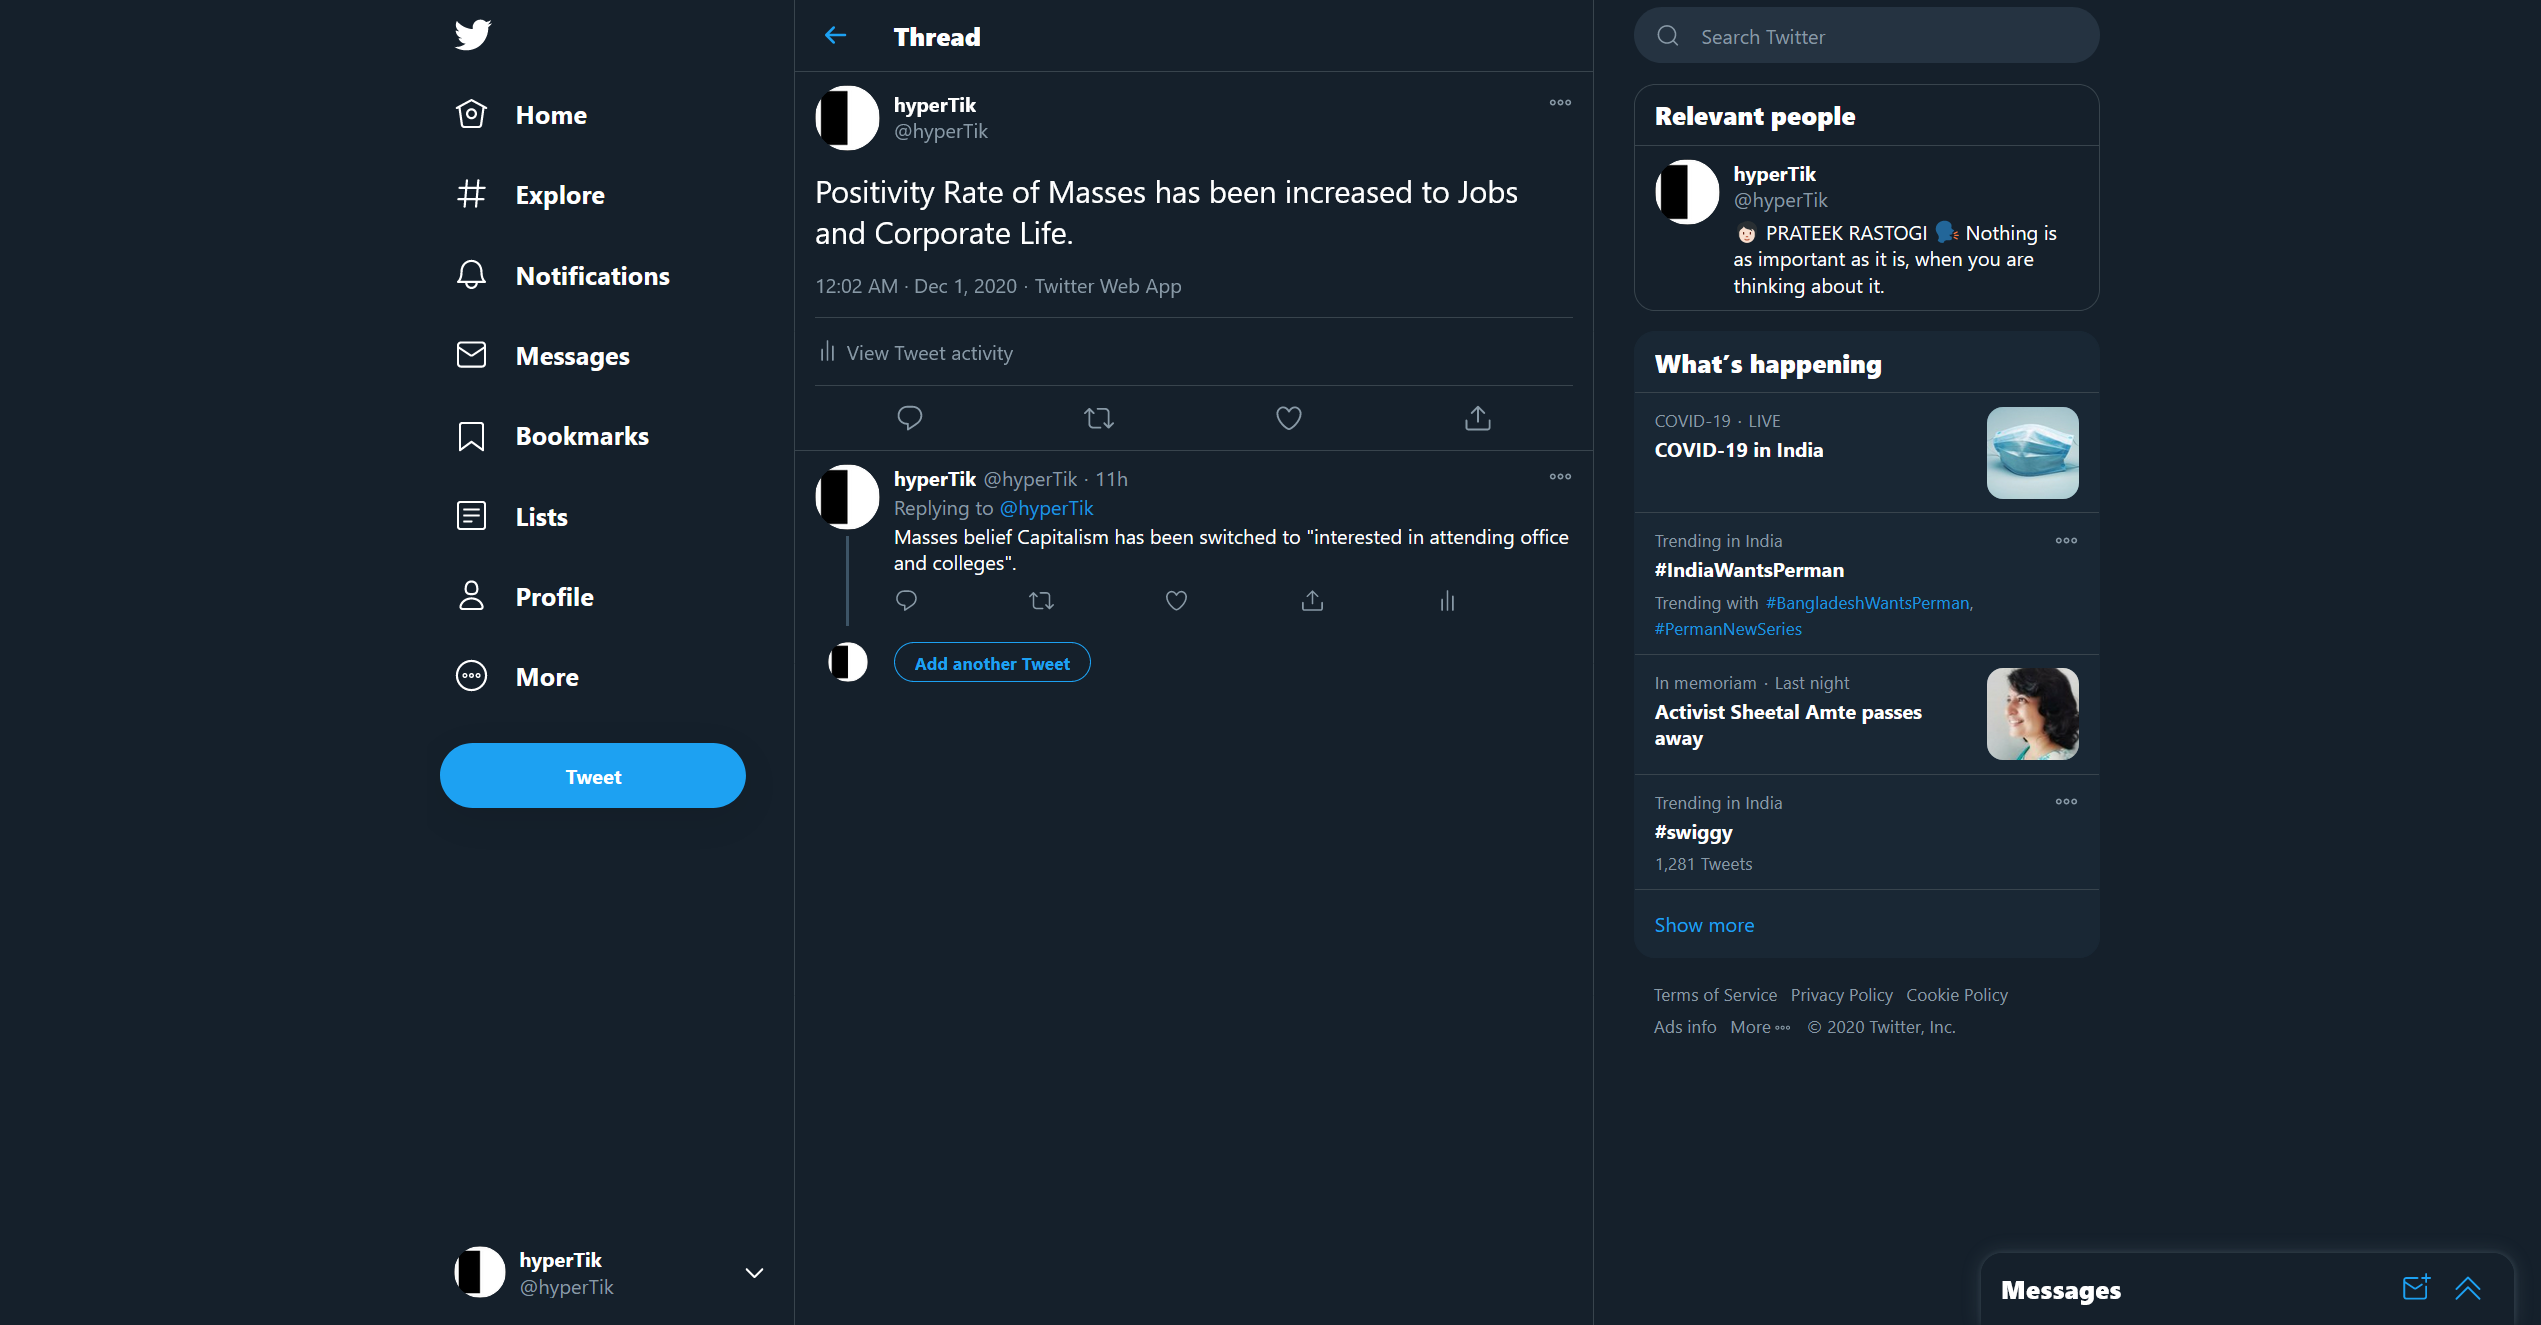 Home
Explore
Notifications
Messages
Bookmarks
Lists
Profile
More
Tweet
hyperTik
@hyperTik
Thread
hyperTik
@hyperTik
Positivity Rate of Masses has been increased to Jobs
and Corporate Life.
12:02 AM · Dec 1, 2020 · Twitter Web App
View Tweet activity
hyperTik @hyperTik · 11h
Replying to @hyperTik
Masses belief Capitalism has been switched to "interested in attending office
and colleges".
Add another Tweet
Search Twitter
Relevant people
hyperTik
@hyperTik
PRATEEK RASTOGI Nothing is
as important as it is, when you are
thinking about it.
What's happening
COVID-19 · LIVE
COVID-19 in India
Trending in India
#IndiaWantsPerman
Trending with #BangladeshWantsPerman,
#PermanNewSeries
In memoriam · Last night
Activist Sheetal Amte passes
away
Trending in India
#swiggy
1,281 Tweets
Show more
Terms of Service Privacy Policy Cookie Policy
Ads info More © 2020 Twitter, Inc.
Messages